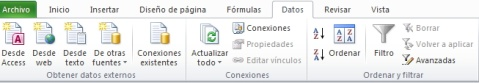 Archivo Inicio Insertar Diseño de página Fórmulas Datos Revisar Vista
Desde Access
Desde web
Desde texto
De otras fuentes
Conexiones existentes
Obtener datos externos
Actualizar todo
Conexiones
Propiedades
Editar vínculos
Conexiones
A Z
Z A
A Z Z A
Ordenar
Filtro
Borrar
Volver a aplicar
Avanzadas
Ordenar y filtrar